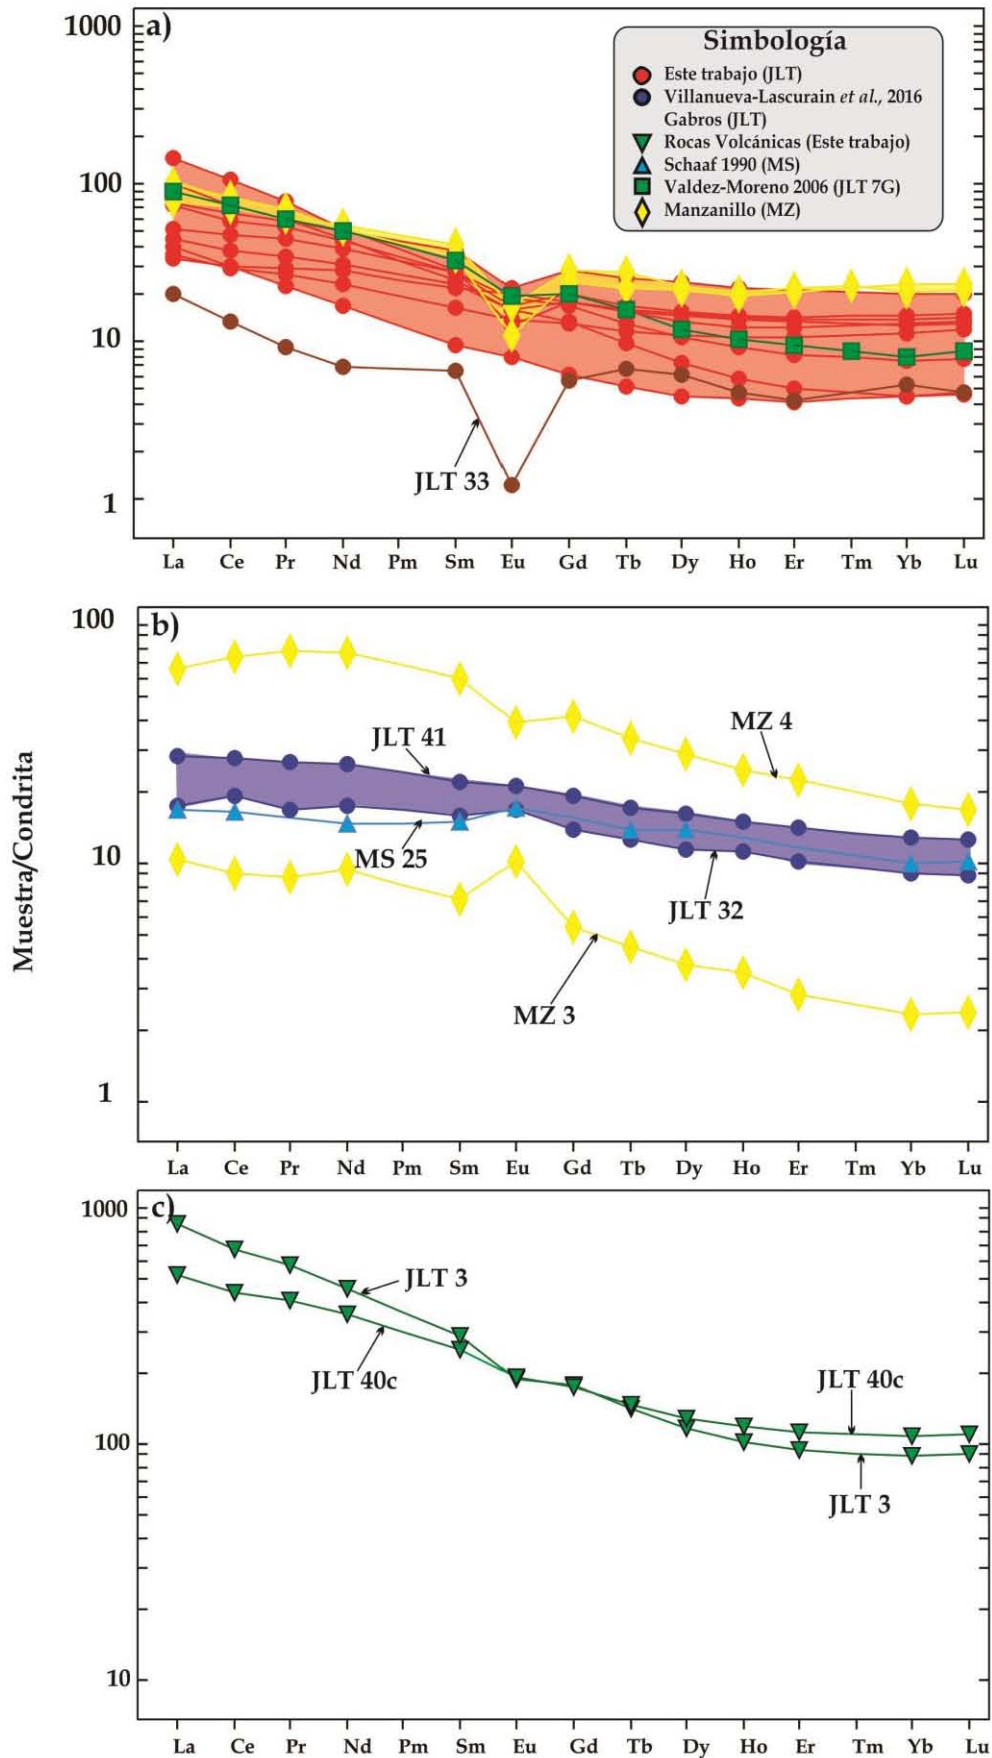 a)
1000
100
10
1
Simbología
Este trabajo (JLT)
Villanueva-Lascurain et al., 2016
Gabros (JLT)
Rocas Volcánicas (Este trabajo)
Schaaf 1990 (MS)
Valdez-Moreno 2006 (JLT 7G)
Manzanillo (MZ)
JLT 33
La Ce Pr Nd Pm Sm Eu Gd Tb Dy Ho Er Tm Yb Lu
Muestra/Condrita
b)
100
10
1
MZ 4
JLT 41
MS 25
JLT 32
MZ 3
La Ce Pr Nd Pm Sm Eu Gd Tb Dy Ho Er Tm Yb Lu
c)
1000
100
10
JLT 3
JLT 40c
JLT 40c
JLT 3
La Ce Pr Nd Pm Sm Eu Gd Tb Dy Ho Er Tm Yb Lu